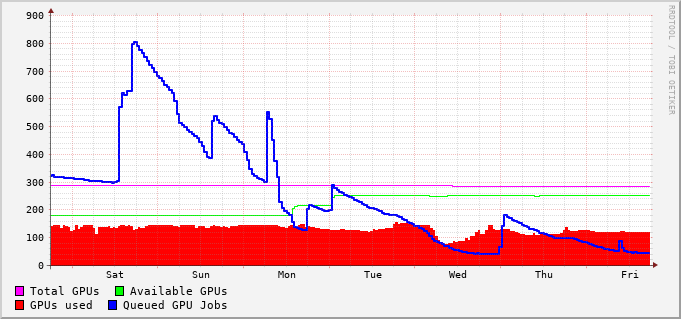 900
800
700
600
500
400
300
200
100
0
Sat Sun Mon Tue Wed Thu Fri
Total GPUs Available GPUs
GPUs used Queued GPU Jobs
RRDTOOL / TOBI OETIKER